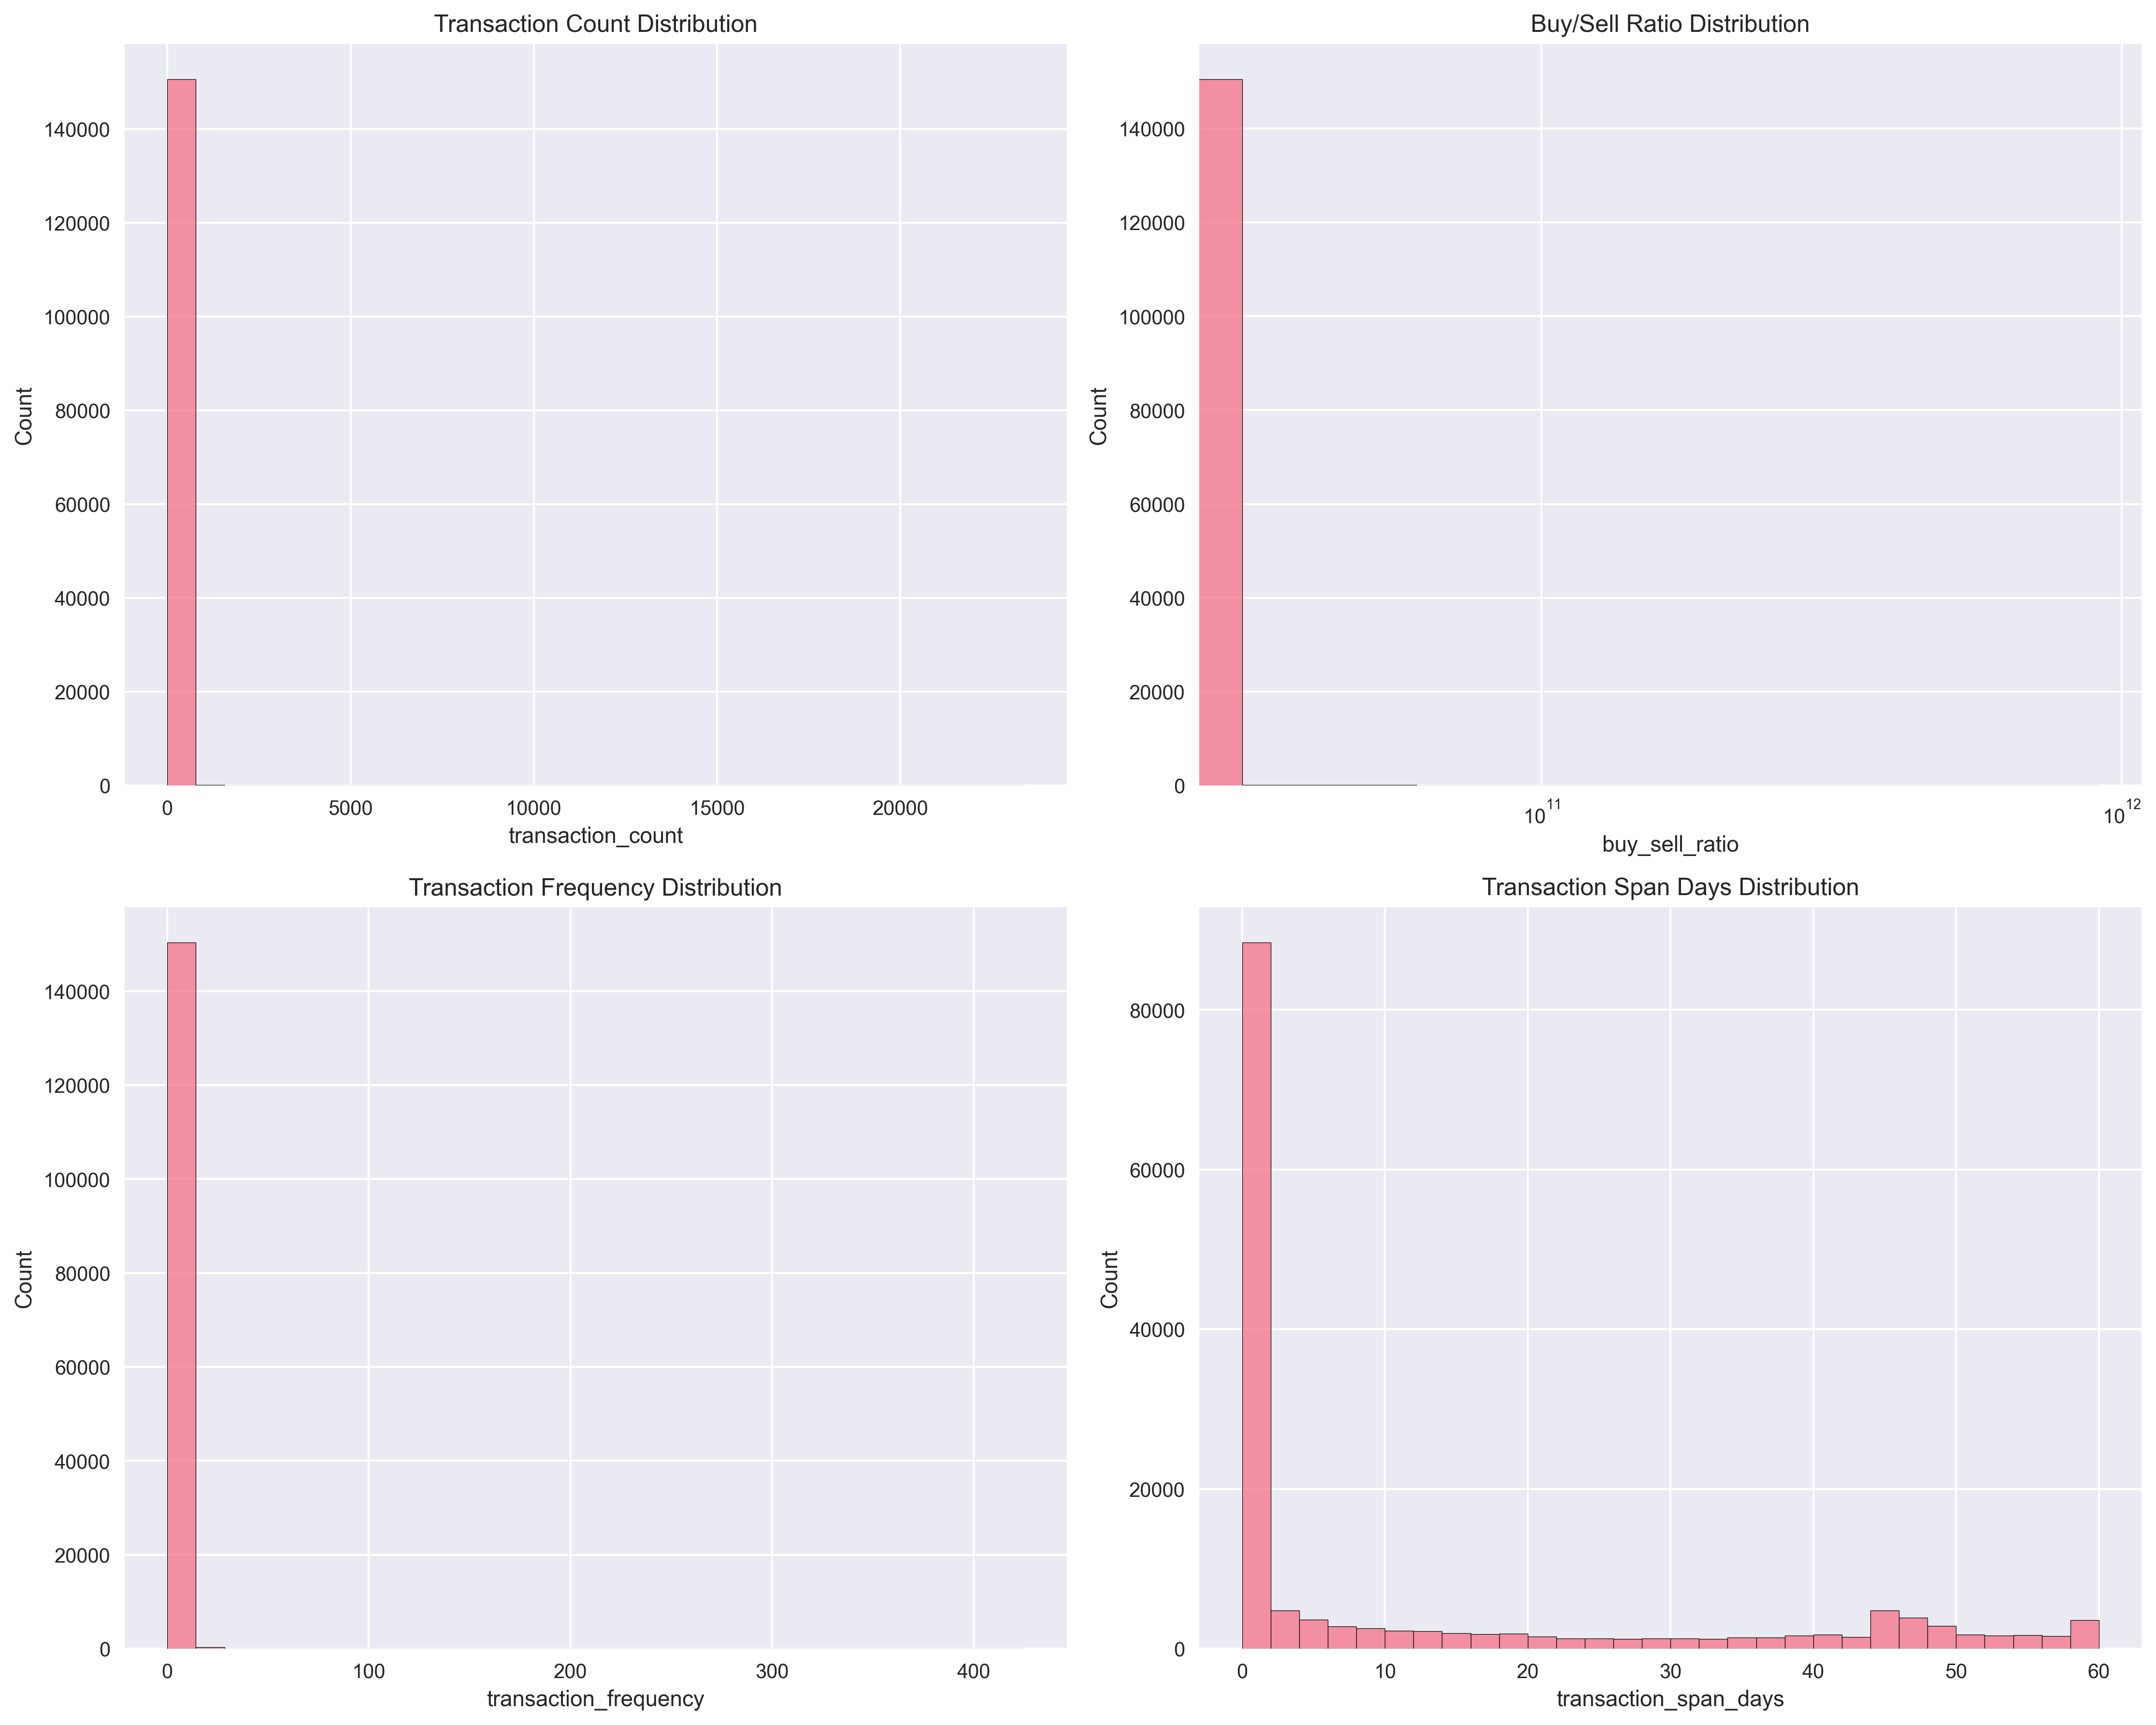 Transaction Count Distribution
Count
140000
120000
100000
80000
60000
40000
20000
0
0 5000 10000 15000 20000
transaction_count
Buy/Sell Ratio Distribution
Count
140000
120000
100000
80000
60000
40000
20000
0
10^11 10^12
buy_sell_ratio
Transaction Frequency Distribution
Count
140000
120000
100000
80000
60000
40000
20000
0
0 100 200 300 400
transaction_frequency
Transaction Span Days Distribution
Count
80000
60000
40000
20000
0
0 10 20 30 40 50 60
transaction_span_days